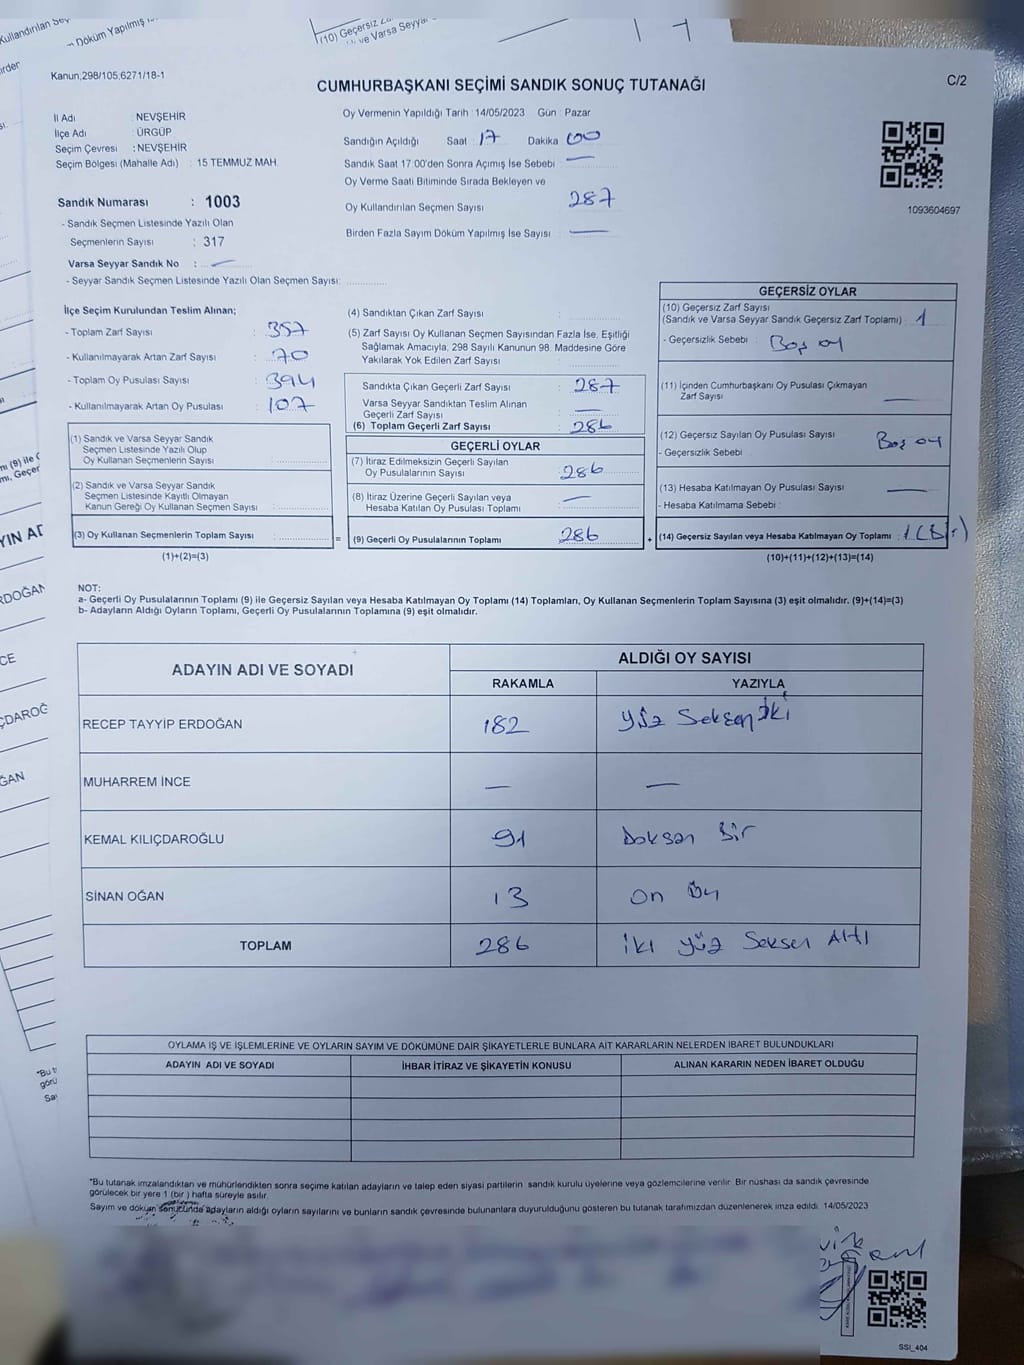 Kullandırılan Sey
Döküm Yapılmış
(10) Geçersiz
ve Varsa Seyyar
Kanun;298/105;6271/18-1
CUMHURBAŞKANI SEÇİMİ SANDIK SONUÇ TUTANAĞI
C/2
İl Adı : NEVŞEHİR
İlçe Adı : ÜRGÜP
Seçim Çevresi : NEVŞEHİR
Seçim Bölgesi (Mahalle Adı) : 15 TEMMUZ MAH
Oy Vermenin Yapıldığı Tarih : 14/05/2023 Gün Pazar
Sandığın Açıldığı Saat : 17 Dakika : 00
Sandık Saat 17:00'den Sonra Açımış İse Sebebi : —
Oy Verme Saati Bitiminde Sırada Bekleyen ve
Oy Kullandırılan Seçmen Sayısı : 287
Birden Fazla Sayım Döküm Yapılmış İse Sayısı : —
1093604697
Sandık Numarası : 1003
- Sandık Seçmen Listesinde Yazılı Olan
Seçmenlerin Sayısı : 317
Varsa Seyyar Sandık No : —
- Seyyar Sandık Seçmen Listesinde Yazılı Olan Seçmen Sayısı:
İlçe Seçim Kurulundan Teslim Alınan;
- Toplam Zarf Sayısı : 357
- Kullanılmayarak Artan Zarf Sayısı : 70
- Toplam Oy Pusulası Sayısı : 394
- Kullanılmayarak Artan Oy Pusulası : 107
(1) Sandık ve Varsa Seyyar Sandık
Seçmen Listesinde Yazılı Olup
Oy Kullanan Seçmenlerin Sayısı :
(2) Sandık ve Varsa Seyyar Sandık
Seçmen Listesinde Kayıtlı Olmayan
Kanun Gereği Oy Kullanan Seçmen Sayısı :
(3) Oy Kullanan Seçmenlerin Toplam Sayısı :
(1)+(2)=(3)
(4) Sandıktan Çıkan Zarf Sayısı :
(5) Zarf Sayısı Oy Kullanan Seçmen Sayısından Fazla İse, Eşitliği
Sağlamak Amacıyla, 298 Sayılı Kanunun 98. Maddesine Göre
Yakılarak Yok Edilen Zarf Sayısı :
Sandıkta Çıkan Geçerli Zarf Sayısı : 287
Varsa Seyyar Sandıktan Teslim Alınan
Geçerli Zarf Sayısı : —
(6) Toplam Geçerli Zarf Sayısı : 286
GEÇERLİ OYLAR
(7) İtiraz Edilmeksizin Geçerli Sayılan
Oy Pusulalarının Sayısı : 286
(8) İtiraz Üzerine Geçerli Sayılan veya
Hesaba Katılan Oy Pusulası Toplamı : —
(9) Geçerli Oy Pusulalarının Toplamı : 286
GEÇERSİZ OYLAR
(10) Geçersiz Zarf Sayısı
(Sandık ve Varsa Seyyar Sandık Geçersiz Zarf Toplamı) : 1
- Geçersizlik Sebebi : Boş oy
(11) İçinden Cumhurbaşkanı Oy Pusulası Çıkmayan
Zarf Sayısı : —
(12) Geçersiz Sayılan Oy Pusulası Sayısı : Boş oy
- Geçersizlik Sebebi :
(13) Hesaba Katılmayan Oy Pusulası Sayısı : —
- Hesaba Katılmama Sebebi :
(14) Geçersiz Sayılan veya Hesaba Katılmayan Oy Toplamı : 1 (Bir)
(10)+(11)+(12)+(13)=(14)
NOT:
a- Geçerli Oy Pusulalarının Toplamı (9) ile Geçersiz Sayılan veya Hesaba Katılmayan Oy Toplamı (14) Toplamları, Oy Kullanan Seçmenlerin Toplam Sayısına (3) eşit olmalıdır. (9)+(14)=(3)
b- Adayların Aldığı Oyların Toplamı, Geçerli Oy Pusulalarının Toplamına (9) eşit olmalıdır.
ADAYIN ADI VE SOYADI
ALDIĞI OY SAYISI
RAKAMLA YAZIYLA
RECEP TAYYİP ERDOĞAN 182 Yüz Seksen İki
MUHARREM İNCE — —
KEMAL KILIÇDAROĞLU 91 Doksan Bir
SİNAN OĞAN 13 On Üç
TOPLAM 286 İki yüz Seksen Altı
OYLAMA İŞ VE İŞLEMLERİNE VE OYLARIN SAYIM VE DÖKÜMÜNE DAİR ŞİKAYETLERLE BUNLARA AİT KARARLARIN NELERDEN İBARET BULUNDUKLARI
ADAYIN ADI VE SOYADI İHBAR İTİRAZ VE ŞİKAYETİN KONUSU ALINAN KARARIN NEDEN İBARET OLDUĞU
*Bu tutanak imzalandıktan ve mühürlendikten sonra seçime katılan adayların ve talep eden siyasi partilerin sandık kurulu üyelerine veya gözlemcilerine verilir. Bir nüshası da sandık çevresinde
görülecek bir yere 1 (bir) hafta süreyle asılır.
Sayım ve döküm sonucunda adayların aldığı oyların sayılarını ve bunların sandık çevresinde bulunanlara duyurulduğunu gösteren bu tutanak tarafımızdan düzenlenerek imza edildi. 14/05/2023
SSI_404